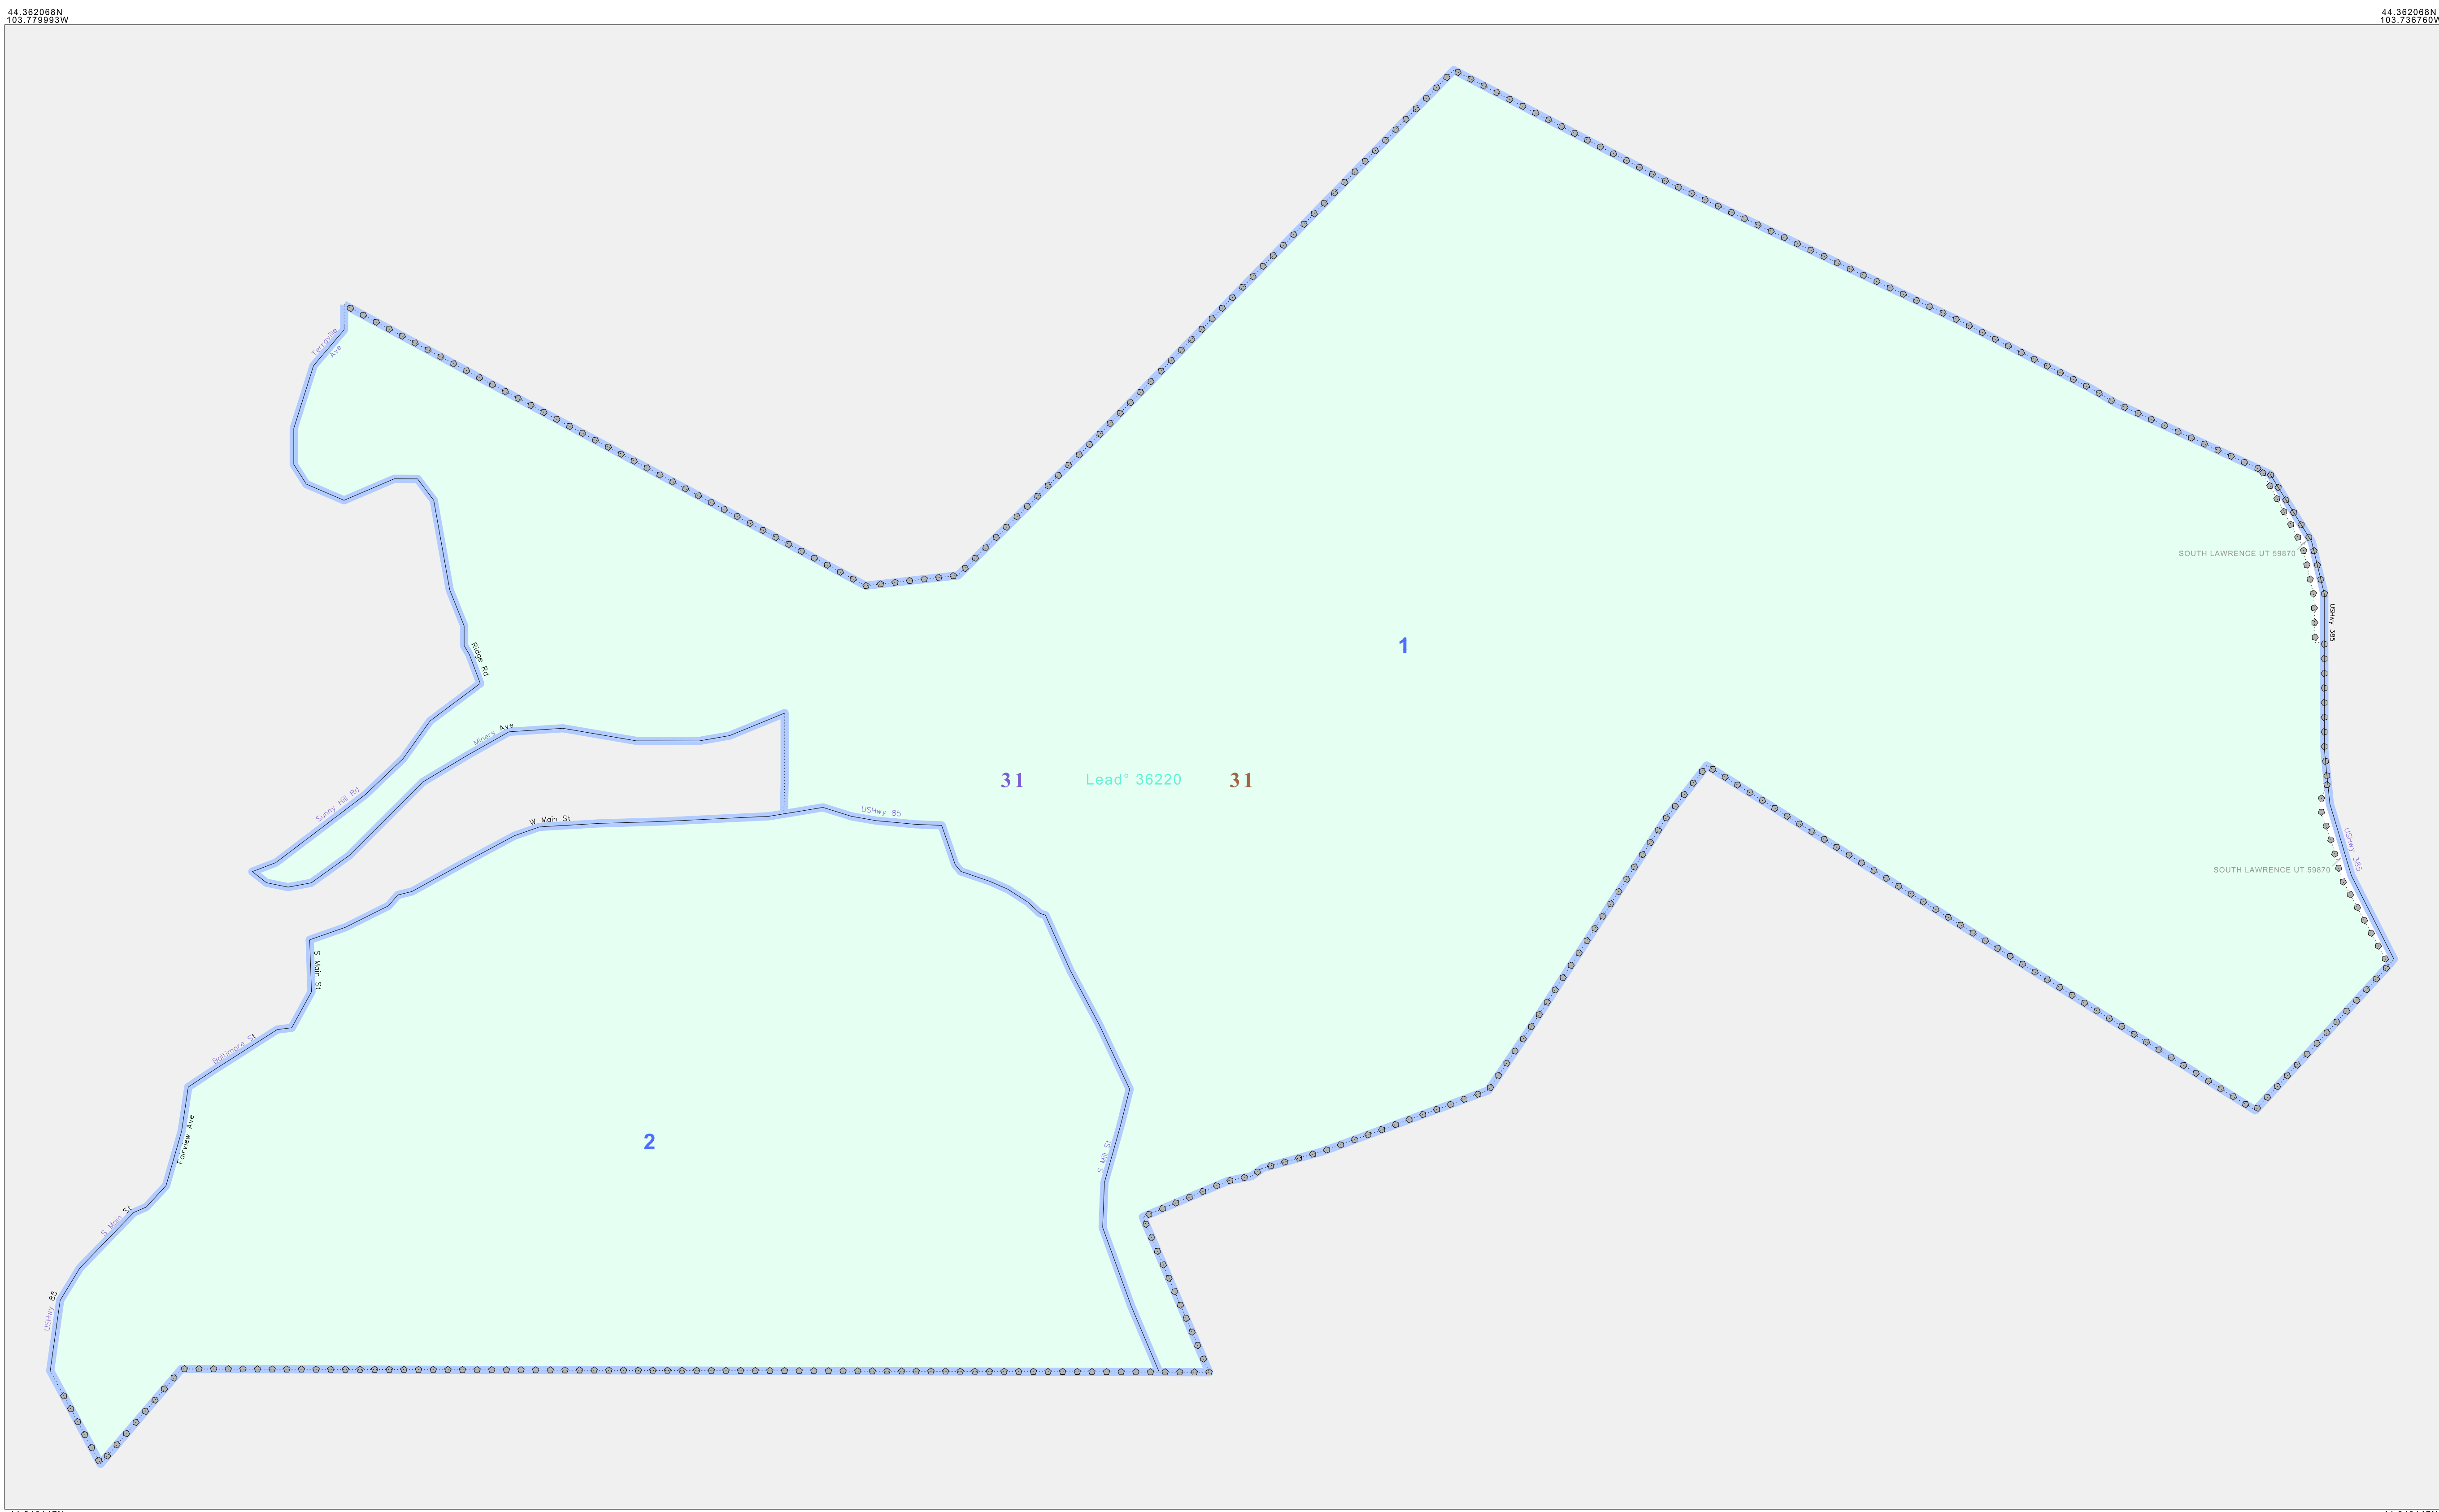 44.362068N
103.779993W
44.362068N
103.736760W
Terraville
Ave
SOUTH LAWRENCE UT 59870
USHwy 385
1
Ridge Rd
Miners Ave
31
Lead° 36220
31
Sunny Hill Rd
W Main St
USHwy 85
USHwy 385
SOUTH LAWRENCE UT 59870
S Main St
Baltimore St
Fairview Ave
2
S Mill St
S Main St
USHwy 85